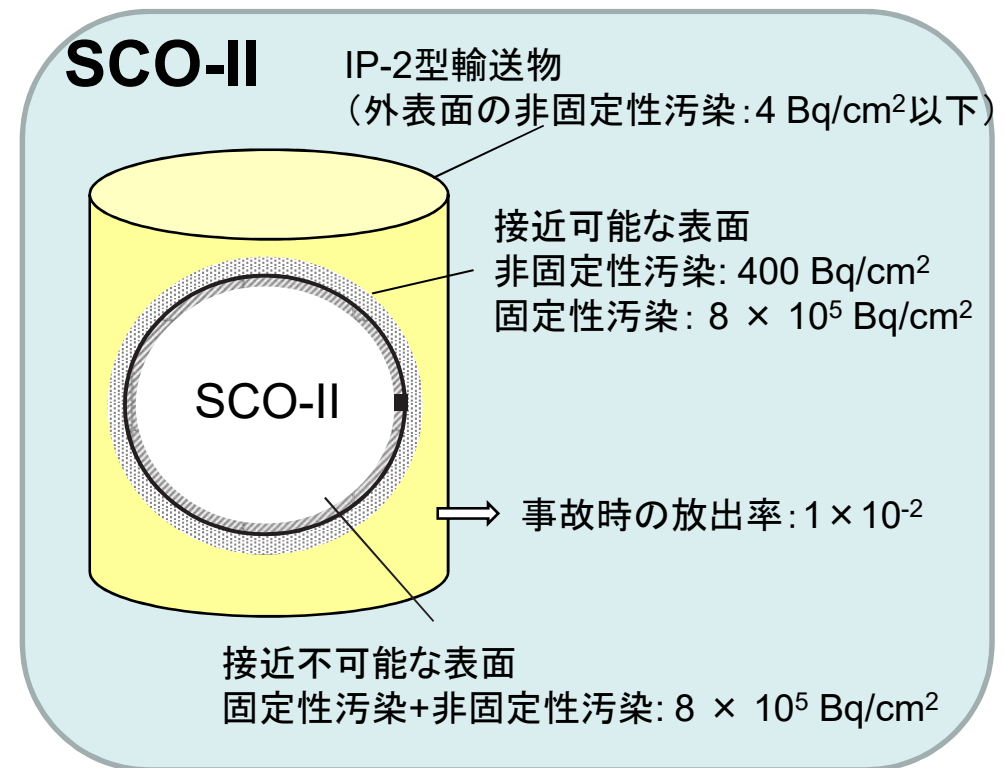 SCO-II
IP-2型輸送物
（外表面の非固定性汚染：4 Bq/cm²以下）
接近可能な表面
非固定性汚染: 400 Bq/cm²
固定性汚染： 8 × 10⁵ Bq/cm²
SCO-II
事故時の放出率：1×10⁻²
接近不可能な表面
固定性汚染+非固定性汚染: 8 × 10⁵ Bq/cm²